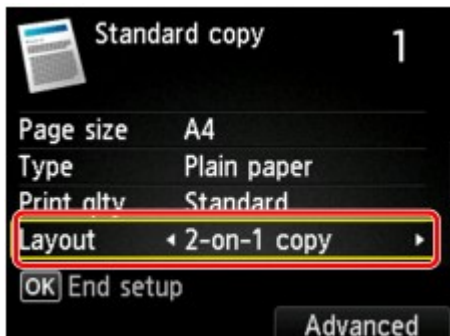 Standard copy
1
Page size A4
Type Plain paper
Print qlty Standard
Layout 2-on-1 copy
OK End setup
Advanced